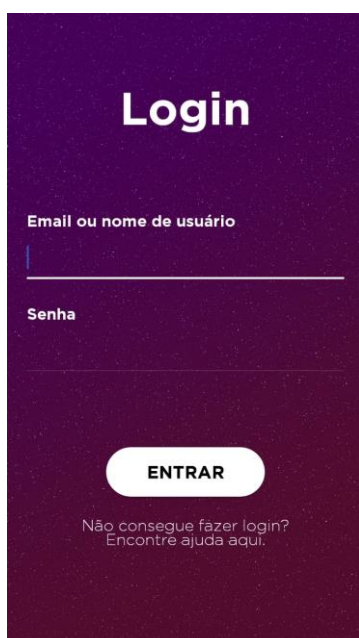 Login
Email ou nome de usuário
Senha
ENTRAR
Não consegue fazer login?
Encontre ajuda aqui.